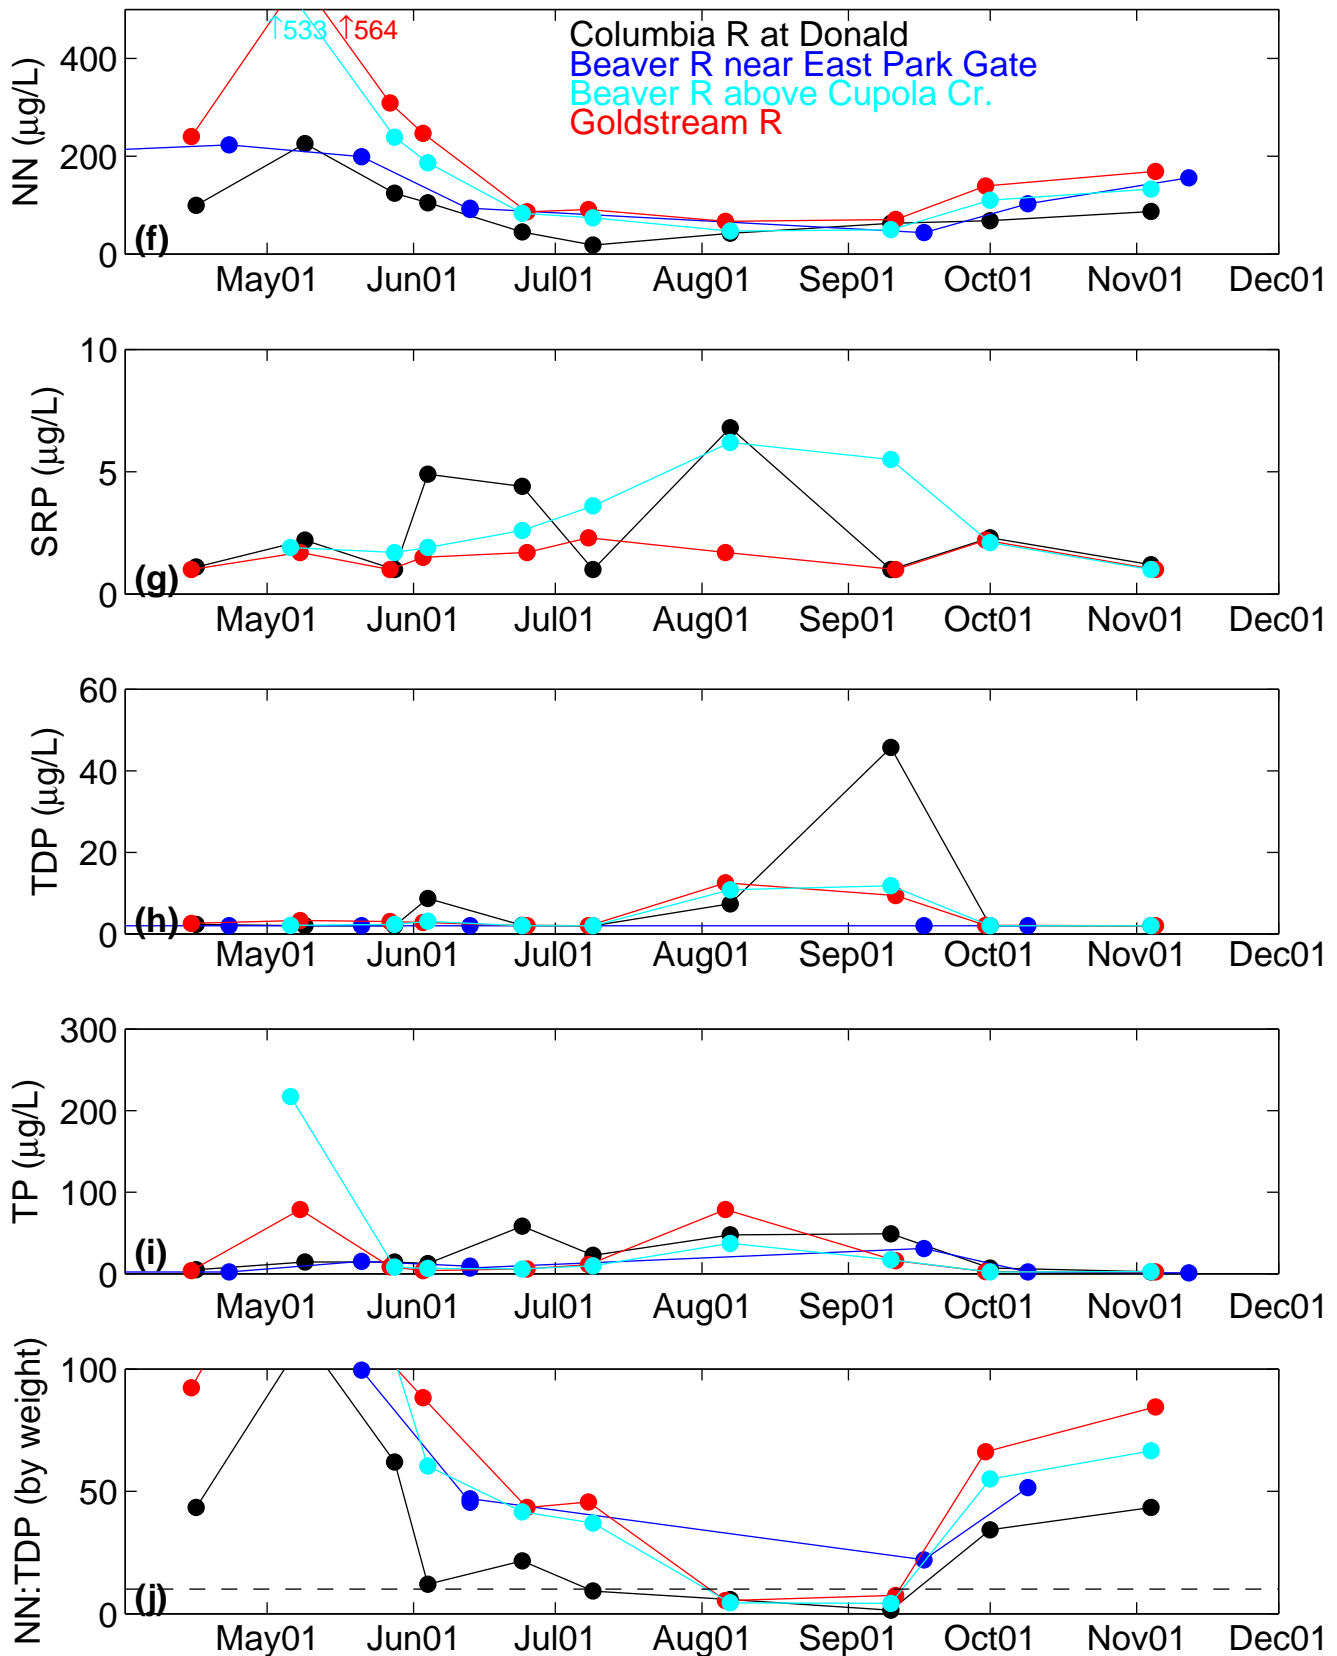 ↑533 ↑564
Columbia R at Donald
Beaver R near East Park Gate
Beaver R above Cupola Cr.
Goldstream R
NN (µg/L)
400
200
0
(f)
May01 Jun01 Jul01 Aug01 Sep01 Oct01 Nov01 Dec01
SRP (µg/L)
10
5
0
(g)
May01 Jun01 Jul01 Aug01 Sep01 Oct01 Nov01 Dec01
TDP (µg/L)
60
40
20
0
(h)
May01 Jun01 Jul01 Aug01 Sep01 Oct01 Nov01 Dec01
TP (µg/L)
300
200
100
0
(i)
May01 Jun01 Jul01 Aug01 Sep01 Oct01 Nov01 Dec01
NN:TDP (by weight)
100
50
0
(j)
May01 Jun01 Jul01 Aug01 Sep01 Oct01 Nov01 Dec01